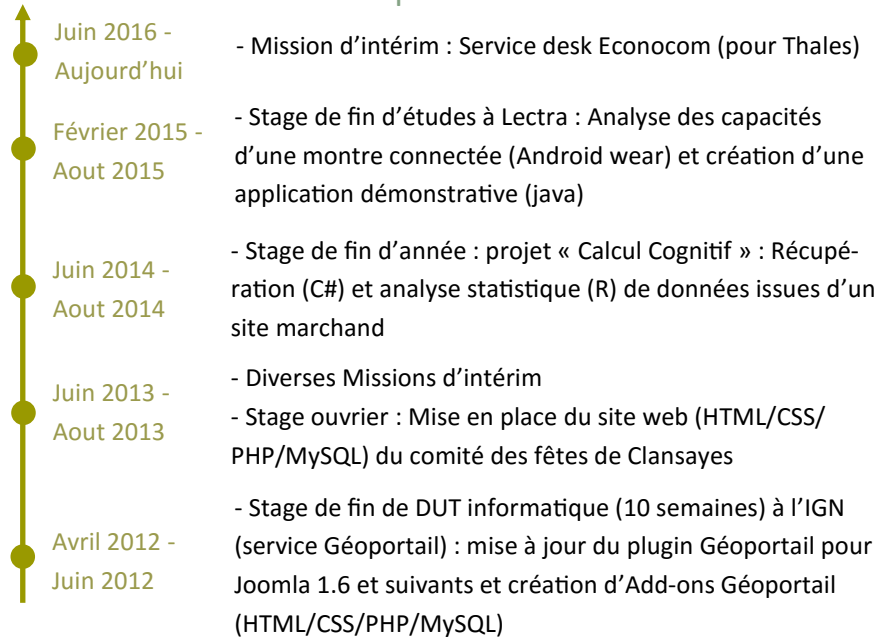 Juin 2016 -
Aujourd’hui
- Mission d’intérim : Service desk Econocom (pour Thales)
Février 2015 -
Aout 2015
- Stage de fin d’études à Lectra : Analyse des capacités
d’une montre connectée (Android wear) et création d’une
application démonstrative (java)
Juin 2014 -
Aout 2014
- Stage de fin d’année : projet « Calcul Cognitif » : Récupé-
ration (C#) et analyse statistique (R) de données issues d’un
site marchand
Juin 2013 -
Aout 2013
- Diverses Missions d’intérim
- Stage ouvrier : Mise en place du site web (HTML/CSS/
PHP/MySQL) du comité des fêtes de Clansayes
Avril 2012 -
Juin 2012
- Stage de fin de DUT informatique (10 semaines) à l’IGN
(service Géoportail) : mise à jour du plugin Géoportail pour
Joomla 1.6 et suivants et création d’Add-ons Géoportail
(HTML/CSS/PHP/MySQL)